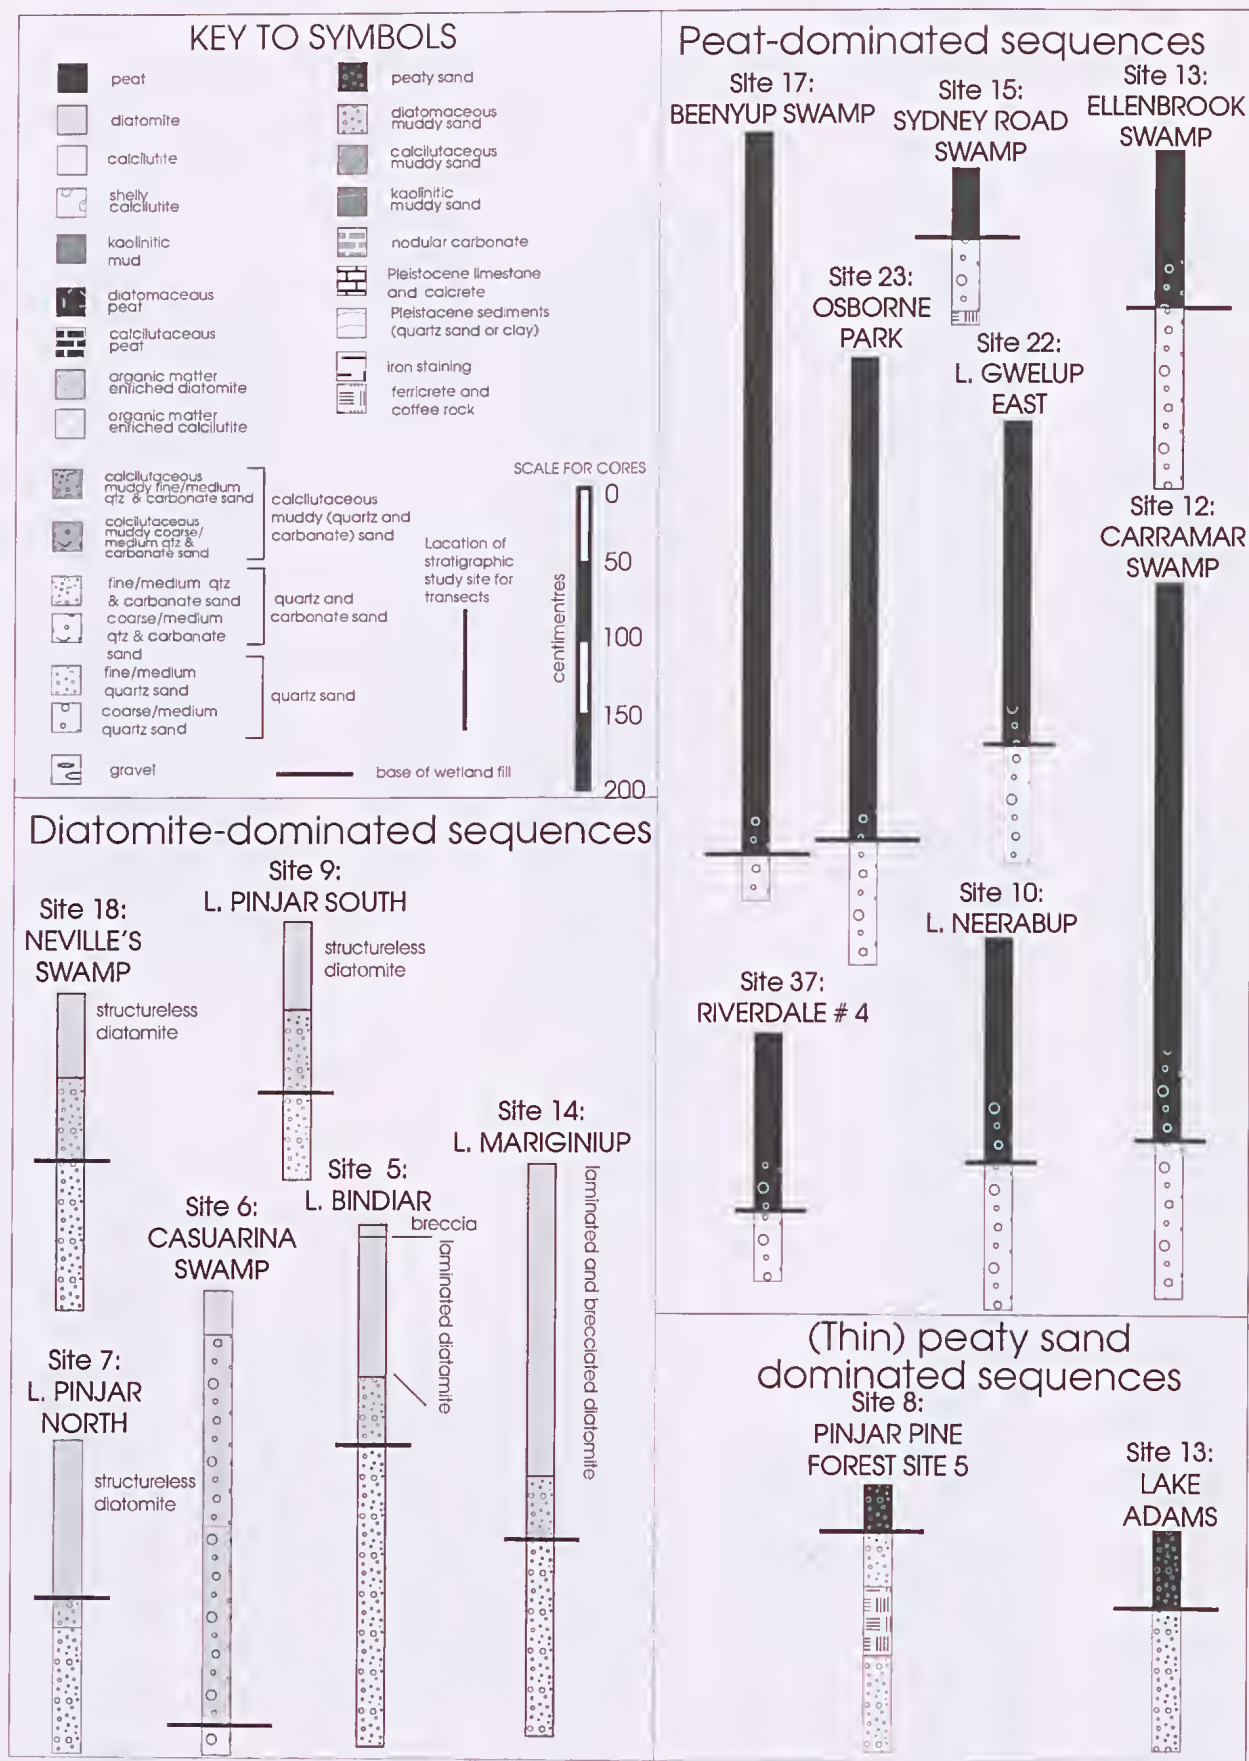 KEY TO SYMBOLS
peat
diatomite
calcilutite
shelly
calcilutite
kaolinitic
mud
diatomaceous
peat
calcilutaceous
peat
organic matter
enriched diatomite
organic matter
enriched calcilutite
peaty sand
diatomaceous
muddy sand
calcilutaceous
muddy sand
kaolinitic
muddy sand
nodular carbonate
Pleistocene limestane
and calcrete
Pleistacene sediments
(quartz sand or clay)
iron staining
ferricrete and
coffee rock
calcilutaceous
muddy fine/medium
qtz & carbonate sand
calcilutaceous
muddy coarse/
medium qtz &
carbonate sand
calcilutaceous
muddy (quartz and
carbonate) sand
fine/medium qtz
& carbonate sand
coarse/medium
qtz & carbonate
sand
quartz and
carbonate sand
fine/medium
quartz sand
coarse/medium
quartz sand
quartz sand
gravel
base of wetland fill
Location of
stratigraphic
study site for
transects
SCALE FOR CORES
0
50
100
150
200
centimentres
Peat-dominated sequences
Site 17:
BEENYUP SWAMP
Site 15:
SYDNEY ROAD
SWAMP
Site 13:
ELLENBROOK
SWAMP
Site 23:
OSBORNE
PARK
Site 22:
L. GWELUP
EAST
Site 12:
CARRAMAR
SWAMP
Site 10:
L. NEERABUP
Site 37:
RIVERDALE # 4
Diatomite-dominated sequences
Site 9:
L. PINJAR SOUTH
structureless
diatomite
Site 18:
NEVILLE'S
SWAMP
structureless
diatomite
Site 14:
L. MARIGINIUP
laminated and brecciated diatomite
Site 5:
L. BINDIAR
breccia
laminated diatamite
Site 6:
CASUARINA
SWAMP
Site 7:
L. PINJAR
NORTH
structureless
diatomite
(Thin) peaty sand
dominated sequences
Site 8:
PINJAR PINE
FOREST SITE 5
Site 13:
LAKE
ADAMS